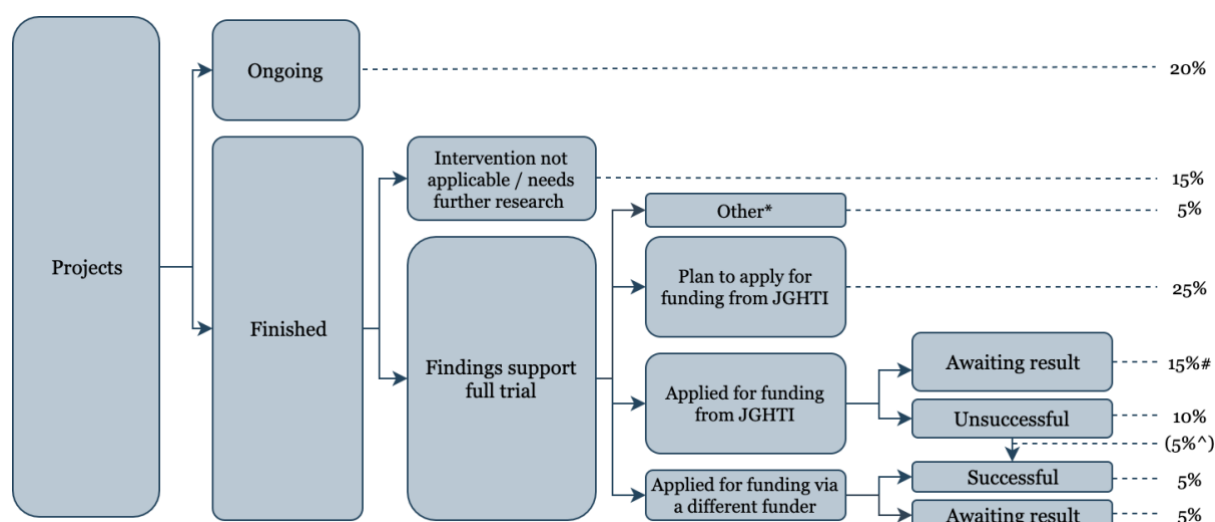 Projects
Ongoing
20%
Finished
Intervention not
applicable / needs
further research
15%
Findings support
full trial
Other*
5%
Plan to apply for
funding from JGHTI
25%
Applied for funding
from JGHTI
Awaiting result
15%#
Unsuccessful
10%
(5%^)
Applied for funding via
a different funder
Successful
5%
Awaiting result
5%